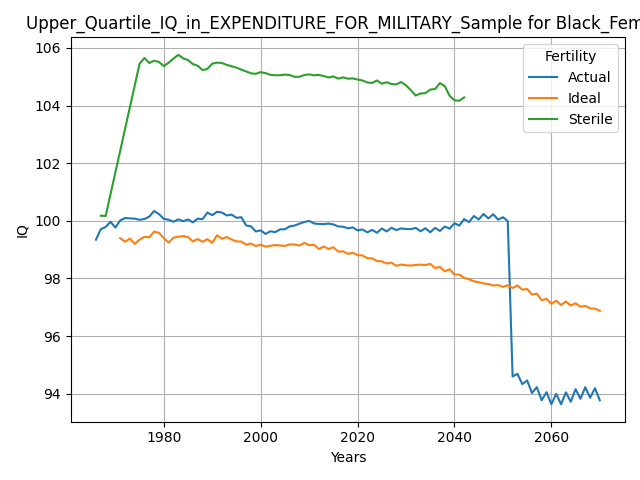 Upper_Quartile_IQ_in_EXPENDITURE_FOR_MILITARY_Sample for Black_Fem
106
104
102
100
98
96
94
IQ
Fertility
Actual
Ideal
Sterile
1980
2000
2020
2040
2060
Years